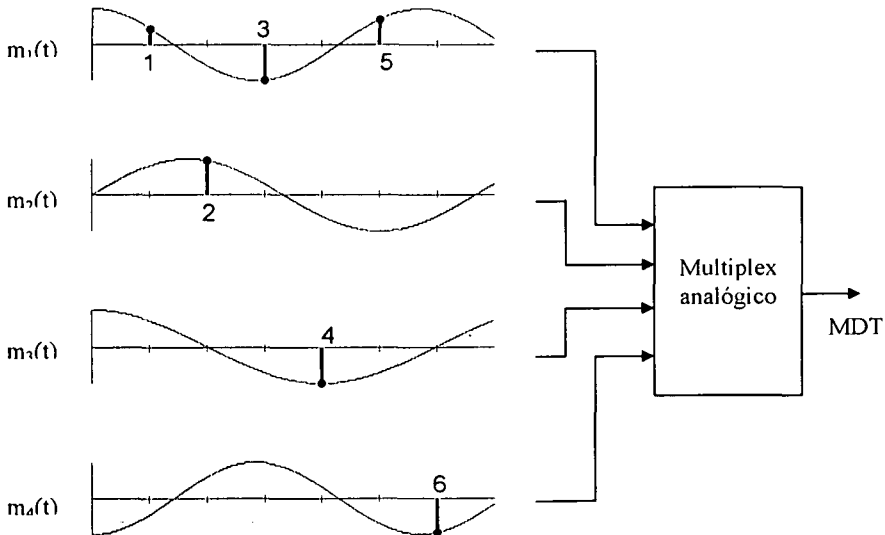 m₁(t)
1
3
5
m₂(t)
2
m₃(t)
4
m₄(t)
6
Multiplex
analógico
MDT